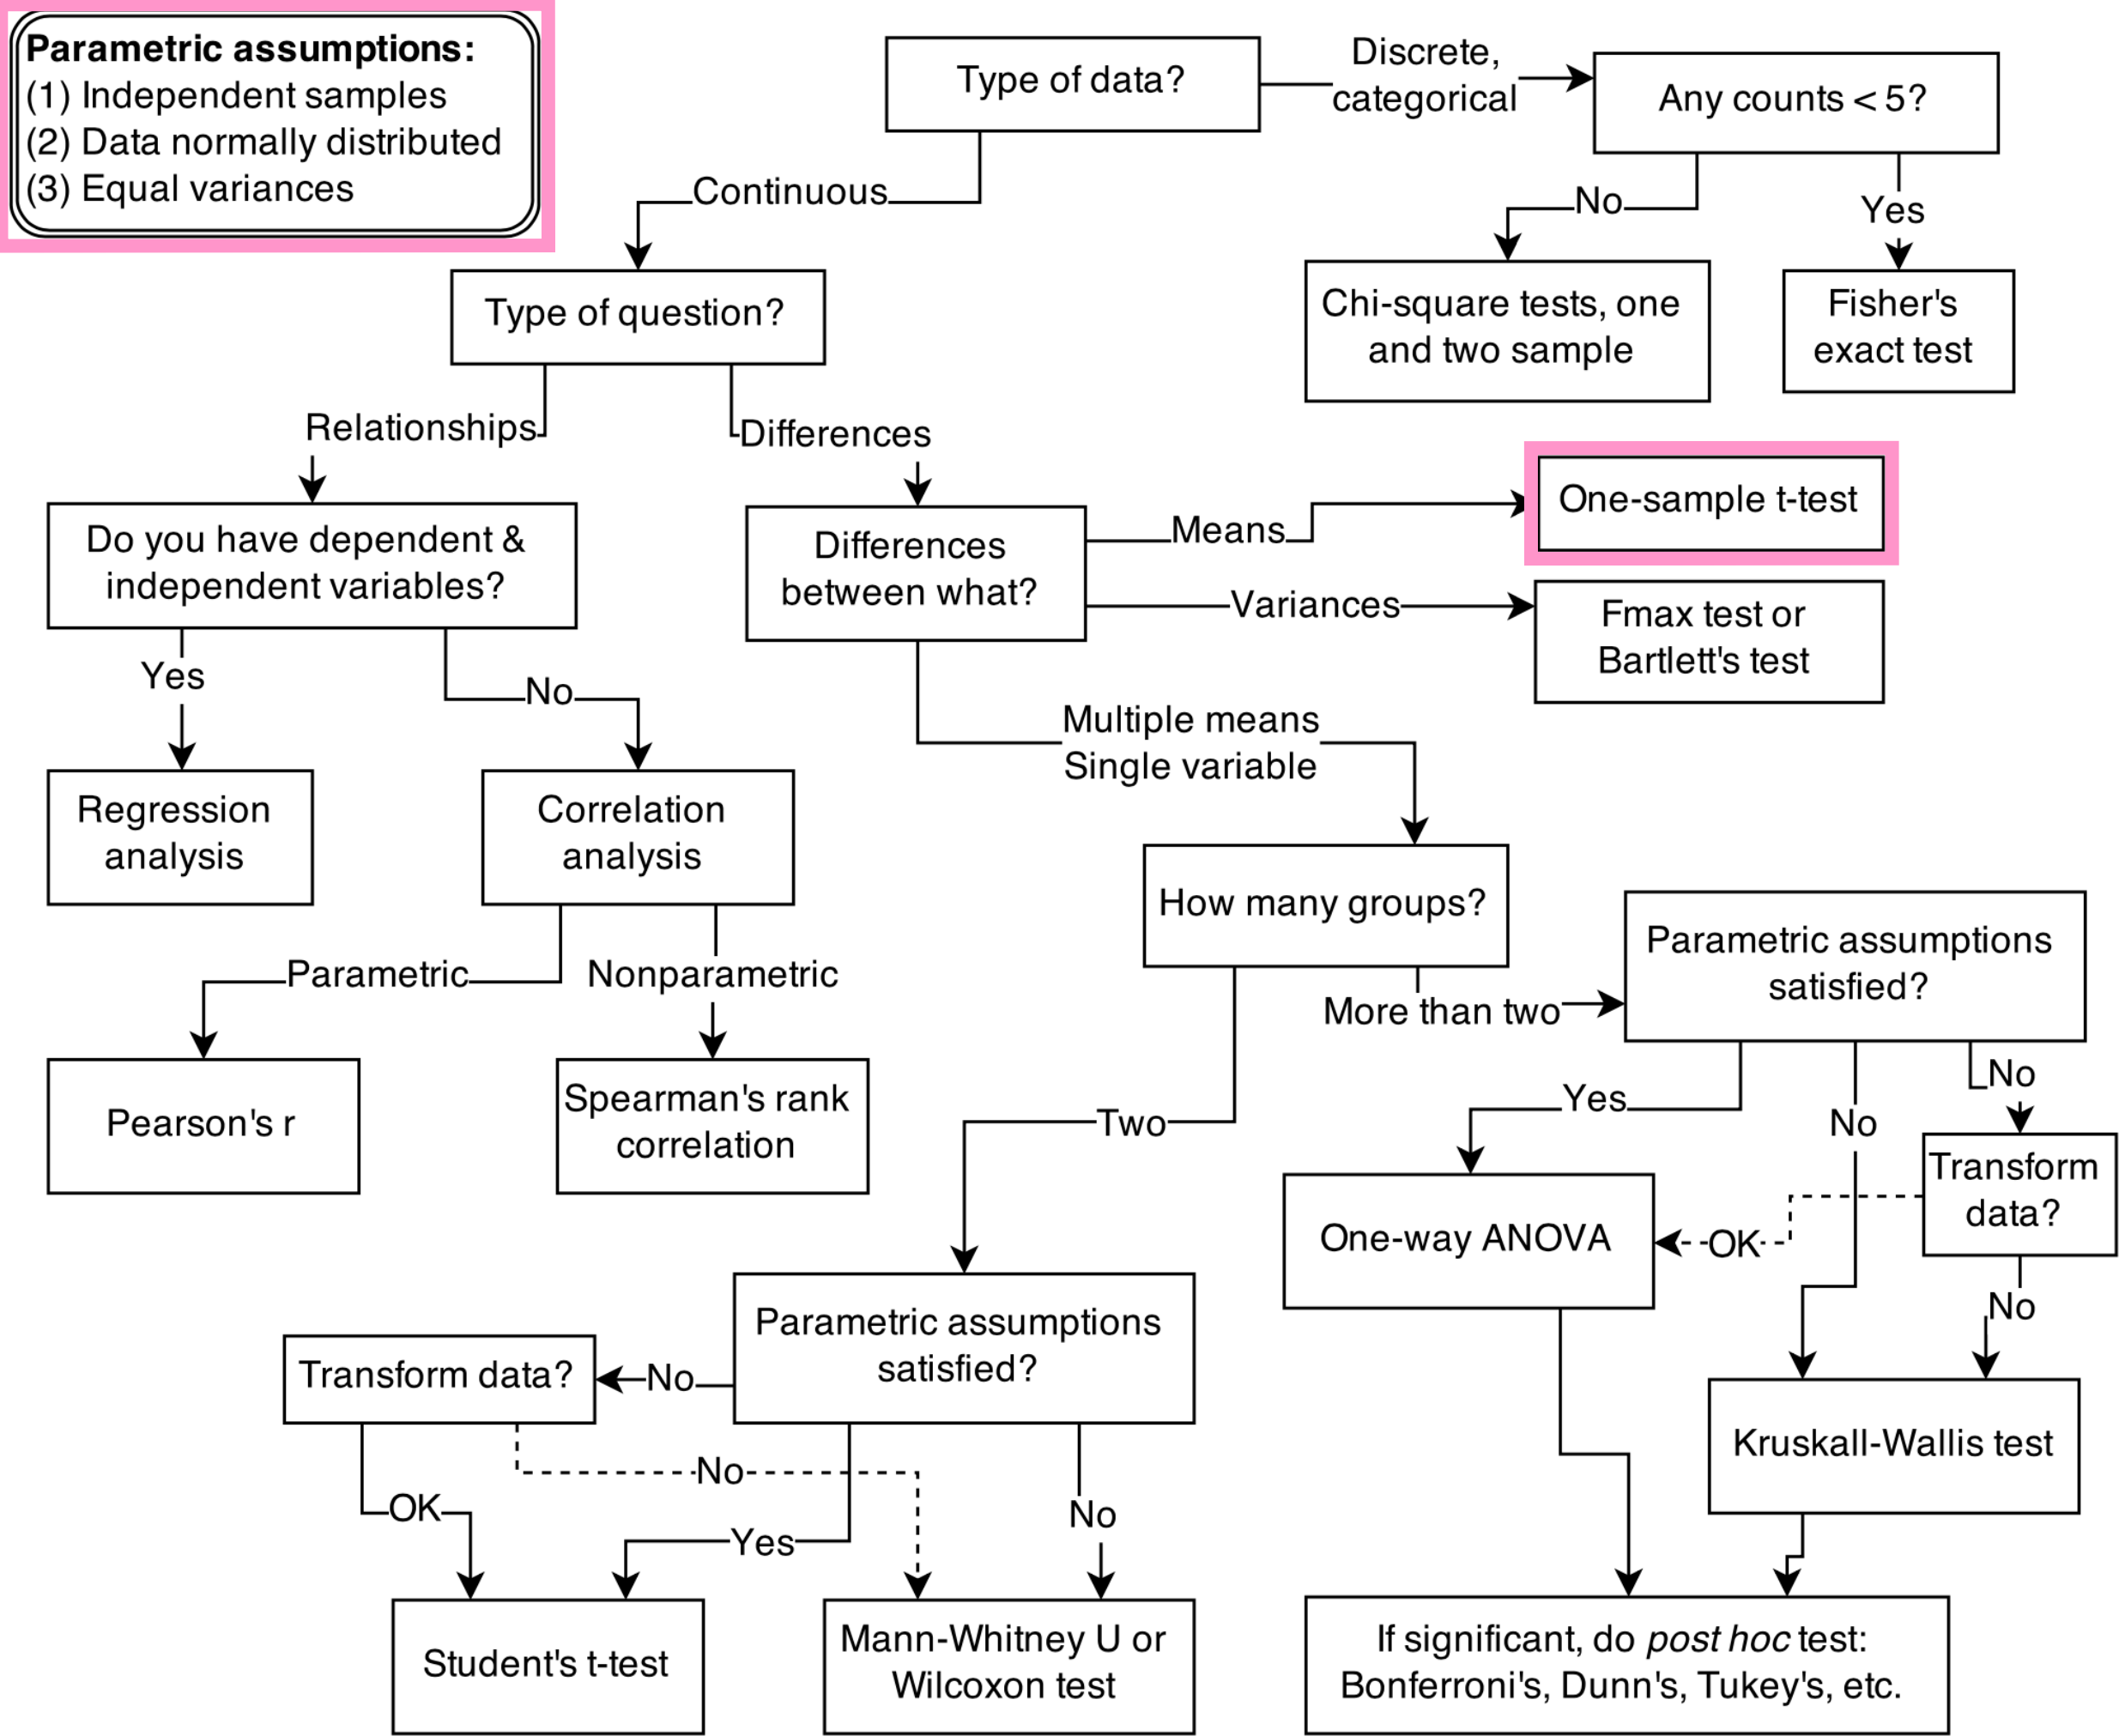 Parametric assumptions:
(1) Independent samples
(2) Data normally distributed
(3) Equal variances
Type of data?
Discrete,
categorical
Any counts < 5?
Continuous
No
Yes
Type of question?
Chi-square tests, one
and two sample
Fisher's
exact test
Relationships
Differences
Do you have dependent &
independent variables?
Differences
between what?
Means
One-sample t-test
Variances
Fmax test or
Bartlett's test
Yes
No
Multiple means
Single variable
Regression
analysis
Correlation
analysis
How many groups?
Parametric assumptions
satisfied?
Parametric
Nonparametric
More than two
Pearson's r
Spearman's rank
correlation
Two
Yes
No
No
Transform
data?
One-way ANOVA
OK
No
Parametric assumptions
satisfied?
Transform data?
No
Kruskall-Wallis test
No
OK
Yes
No
Student's t-test
Mann-Whitney U or
Wilcoxon test
If significant, do post hoc test:
Bonferroni's, Dunn's, Tukey's, etc.